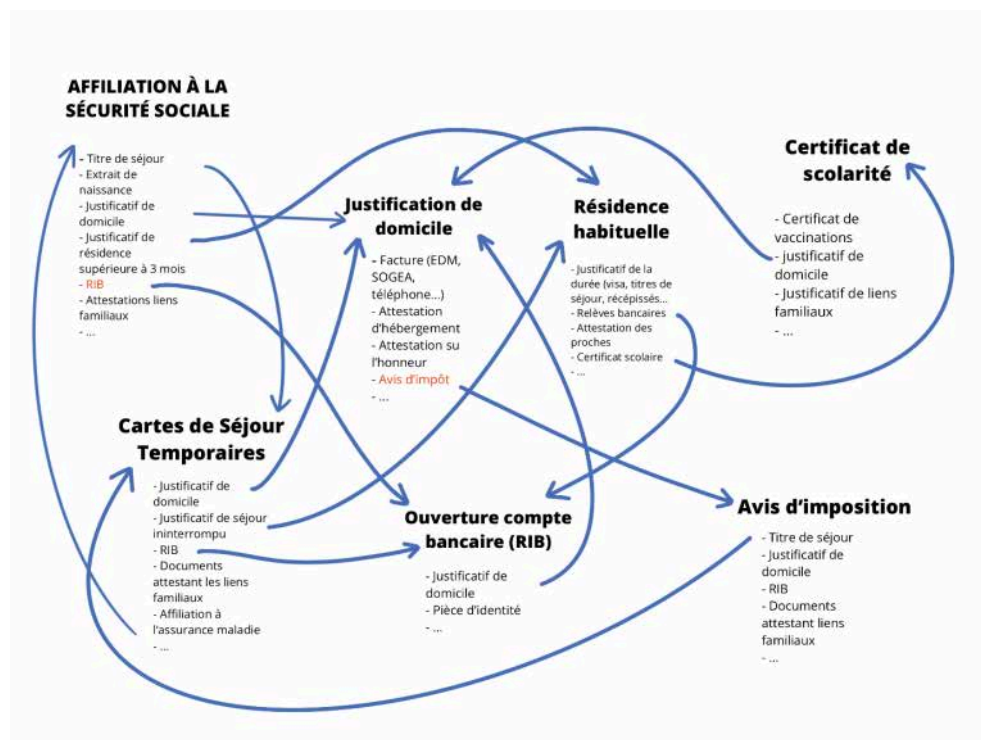 AFFILIATION À LA
SÉCURITÉ SOCIALE
- Titre de séjour
- Extrait de
naissance
- Justificatif de
domicile
- Justificatif de
résidence
supérieure à 3 mois
- RIB
- Attestations liens
familiaux
- ...
Justification de
domicile
- Facture (EDM,
SOGEA,
téléphone...)
- Attestation
d'hébergement
- Attestation su
l'honneur
- Avis d'impôt
- ...
Résidence
habituelle
- Justificatif de la
durée (visa, titres de
séjour, récépissés...
- Relèves bancaires
- Attestation des
proches
- Certificat scolaire
- ...
Certificat de
scolarité
- Certificat de
vaccinations
- justificatif de
domicile
- Justificatif de liens
familiaux
- ...
Cartes de Séjour
Temporaires
- Justificatif de
domicile
- Justificatif de séjour
ininterrompu
- RIB
- Documents
attestant les liens
familiaux
- Affiliation à
l'assurance maladie
- ...
Ouverture compte
bancaire (RIB)
- Justificatif de
domicile
- Pièce d'identité
- ...
Avis d'imposition
- Titre de séjour
- Justificatif de
domicile
- RIB
- Documents
attestant liens
familiaux
- ...